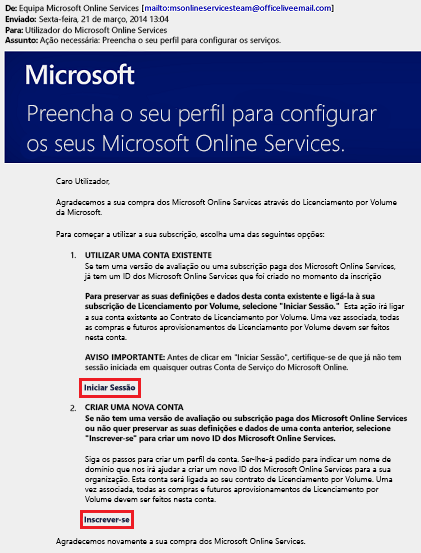 De: Equipa Microsoft Online Services [mailto:msonlineservicesteam@officeliveemail.com]
Enviado: Sexta-feira, 21 de março, 2014 13:04
Para: Utilizador do Microsoft Online Services
Assunto: Ação necessária: Preencha o seu perfil para configurar os serviços.
Microsoft
Preencha o seu perfil para configurar
os seus Microsoft Online Services.
Caro Utilizador,
Agradecemos a sua compra dos Microsoft Online Services através do Licenciamento por Volume
da Microsoft.
Para começar a utilizar a sua subscrição, escolha uma das seguintes opções:
1. UTILIZAR UMA CONTA EXISTENTE
Se tem uma versão de avaliação ou uma subscrição paga dos Microsoft Online Services,
já tem um ID dos Microsoft Online Services que foi criado no momento da inscrição
Para preservar as suas definições e dados desta conta existente e ligá-la à sua
subscrição de Licenciamento por Volume, selecione "Iniciar Sessão." Esta ação irá ligar
a sua conta existente ao Contrato de Licenciamento por Volume. Uma vez associada, todas
as compras e futuros aprovisionamentos de Licenciamento por Volume devem ser feitos
nesta conta.
AVISO IMPORTANTE: Antes de clicar em "Iniciar Sessão", certifique-se de que já não tem
sessão iniciada em quaisquer outras Conta de Serviço do Microsoft Online.
Iniciar Sessão
2. CRIAR UMA NOVA CONTA
Se não tem uma versão de avaliação ou subscrição paga dos Microsoft Online Services
ou não quer preservar as suas definições e dados de uma conta anterior, selecione
"Inscrever-se" para criar um novo ID dos Microsoft Online Services.
Siga os passos para criar um perfil de conta. Ser-lhe-á pedido para indicar um nome de
domínio que nos irá ajudar a criar um novo ID dos Microsoft Online Services para a sua
organização. Esta conta será ligada ao seu contrato de Licenciamento por Volume. Uma
vez associada, todas as compras e futuros aprovisionamentos de Licenciamento por
Volume devem ser feitos nesta conta.
Inscrever-se
Agradecemos novamente a sua compra dos Microsoft Online Services.